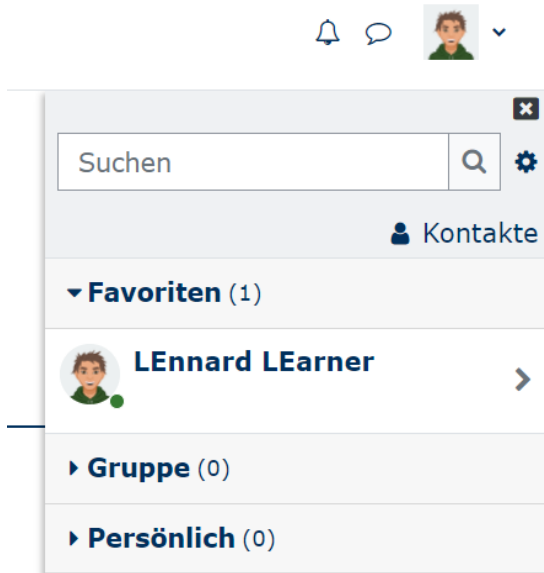 Suchen
Kontakte
Favoriten (1)
LEnnard LEarner
Gruppe (0)
Persönlich (0)